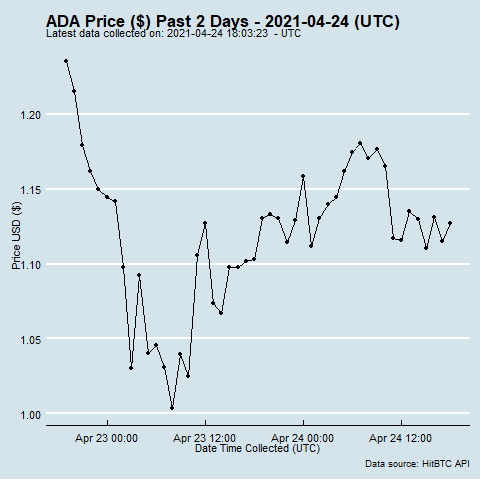 ADA Price ($) Past 2 Days - 2021-04-24 (UTC)
Latest data collected on: 2021-04-24 18:03:23 - UTC
1.20
1.15
1.10
1.05
1.00
Price USD ($)
Apr 23 00:00 Apr 23 12:00 Apr 24 00:00 Apr 24 12:00
Date Time Collected (UTC)
Data source: HitBTC API